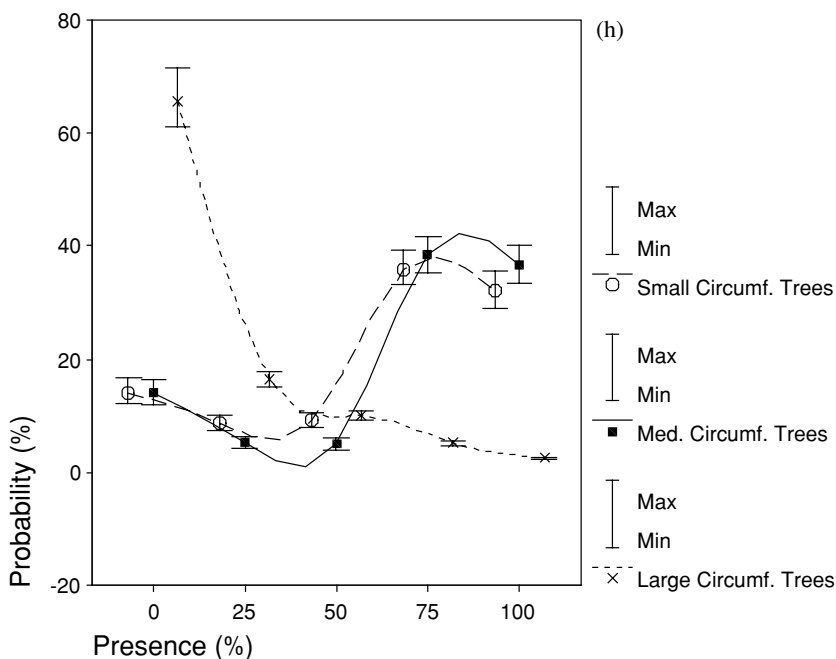 (h)
80
60
40
20
0
-20
Probability (%)
0 25 50 75 100
Presence (%)
Max
Min
Small Circumf. Trees
Max
Min
Med. Circumf. Trees
Max
Min
Large Circumf. Trees